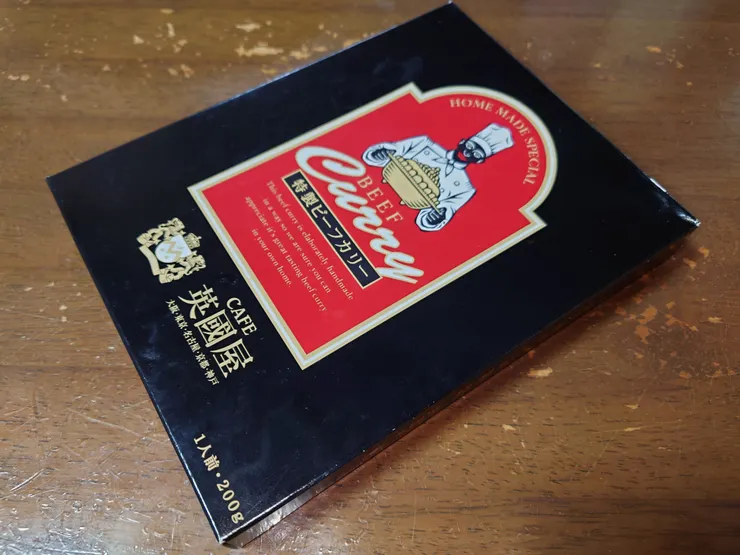 HOME MADE SPECIAL
BEEF
Curry
特製ビーフカリー
This beef curry is elaborately handmade
in a way so we are sure you can
appreciate it's great tasting beef curry
in your own home.
CAFE
英國屋
大阪・東京・名古屋・京都・神戸
1人前・200g